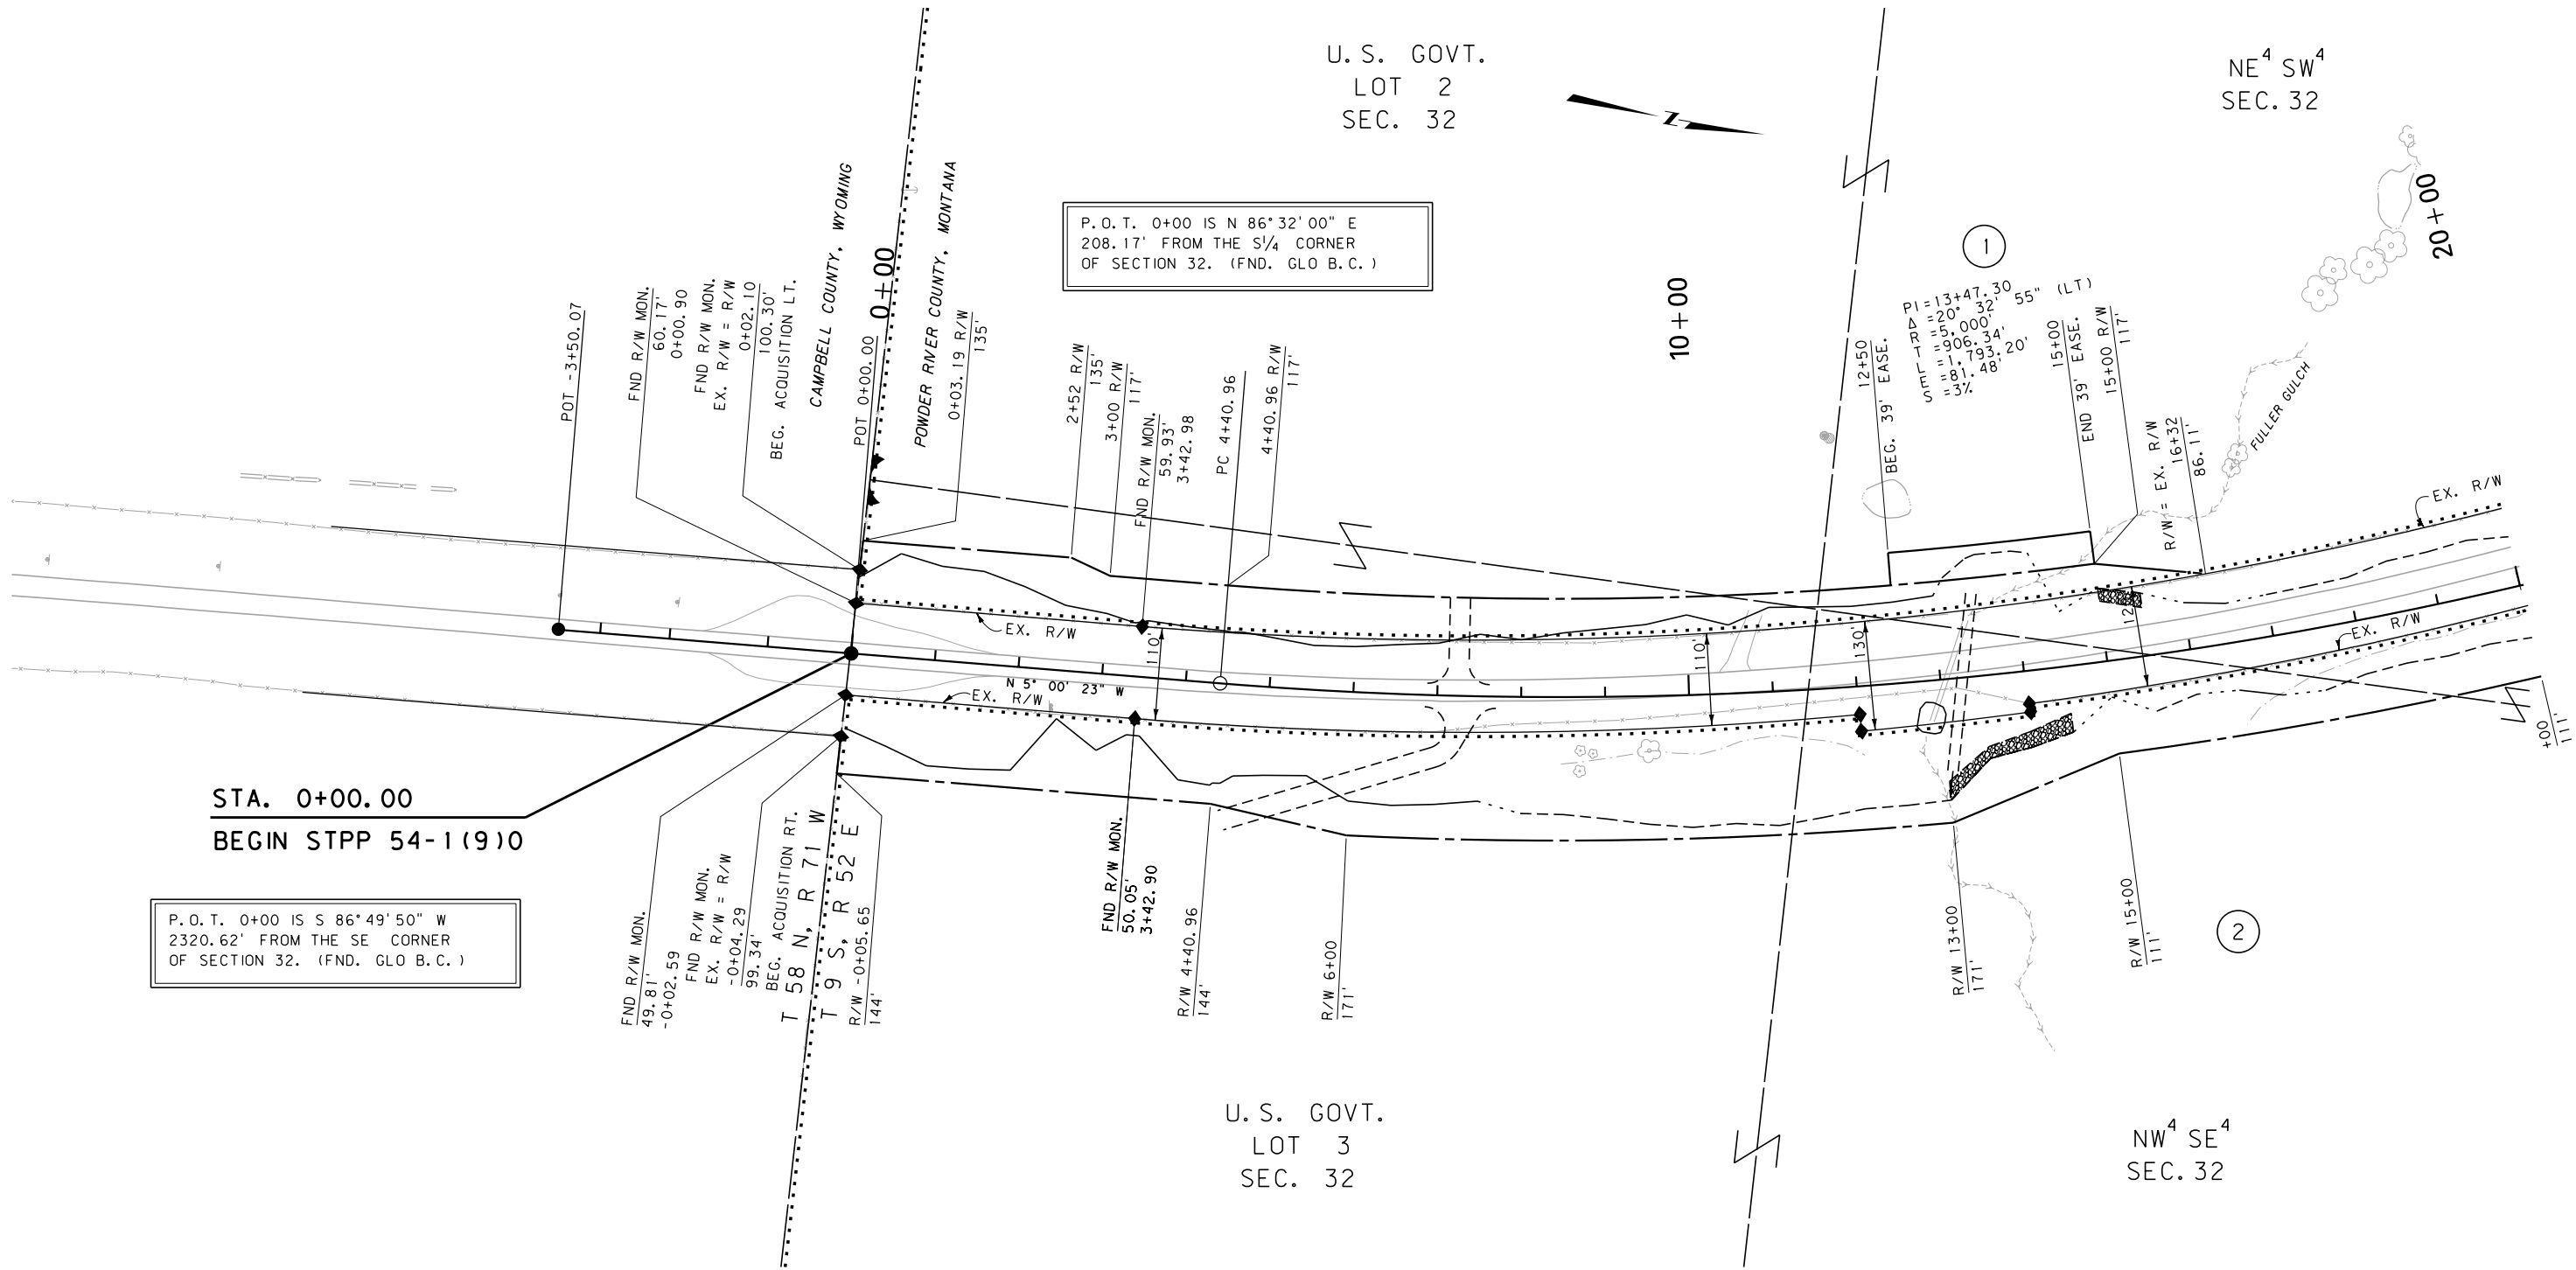 U.S. GOVT.
LOT 2
SEC. 32
NE4 SW4
SEC. 32
Z
P.O.T. 0+00 IS N 86°32'00" E
208.17' FROM THE S1/4 CORNER
OF SECTION 32. (FND. GLO B.C.)
POT -3+50.07
FND R/W MON.
60.17'
0+00.90
FND R/W MON.
EX. R/W = R/W
0+02.10
100.30'
BEG. ACQUISITION LT.
CAMPBELL COUNTY, WYOMING
POT 0+00.00
0+00
POWDER RIVER COUNTY, MONTANA
0+03.19 R/W
135'
2+52 R/W
135'
3+00 R/W
117'
FND R/W MON.
59.93'
3+42.98
PC 4+40.96
4+40.96 R/W
117'
10+00
12+50
BEG. 39' EASE.
1
PI =13+47.30
Δ =20° 32' 55" (LT)
R =5,000'
T =906.34'
L =1,793.20'
E =81.48'
S =3%
15+00
END 39' EASE.
15+00 R/W
117'
R/W = EX. R/W
16+32
86.11'
FULLER GULCH
20+00
EX. R/W
EX. R/W
EX. R/W
EX. R/W
N 5° 00' 23" W
110'
110'
130'
STA. 0+00.00
BEGIN STPP 54-1(9)0
P.O.T. 0+00 IS S 86°49'50" W
2320.62' FROM THE SE CORNER
OF SECTION 32. (FND. GLO B.C.)
FND R/W MON.
49.81'
-0+02.59
FND R/W MON.
EX. R/W = R/W
-0+04.29
99.34'
BEG. ACQUISITION RT.
T 58 N, R 71 W
T 9 S, R 52 E
R/W -0+05.65
144'
FND R/W MON.
50.05'
3+42.90
R/W 4+40.96
144'
R/W 6+00
171'
R/W 13+00
171'
R/W 15+00
111'
2
+00
U.S. GOVT.
LOT 3
SEC. 32
NW4 SE4
SEC. 32